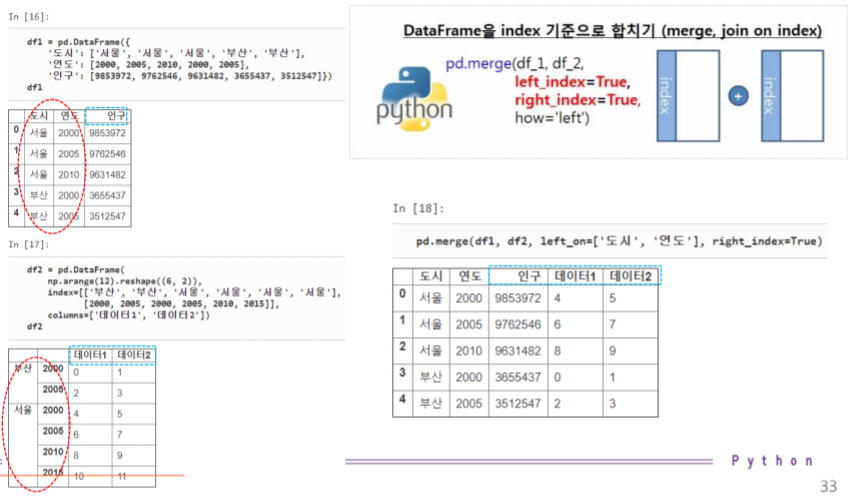 In [16]:
df1 = pd.DataFrame({
'도시': ['서울', '서울', '서울', '부산', '부산'],
'연도': [2000, 2005, 2010, 2000, 2005],
'인구': [9853972, 9762546, 9631482, 3655437, 3512547]})
df1
도시 연도 인구
0 서울 2000 9853972
1 서울 2005 9762546
2 서울 2010 9631482
3 부산 2000 3655437
4 부산 2005 3512547
In [17]:
df2 = pd.DataFrame(
np.arange(12).reshape((6, 2)),
index=[['부산', '부산', '서울', '서울', '서울', '서울'],
[2000, 2005, 2000, 2005, 2010, 2015]],
columns=['데이터1', '데이터2'])
df2
데이터1 데이터2
부산 2000 0 1
2005 2 3
서울 2000 4 5
2005 6 7
2010 8 9
2015 10 11
DataFrame을 index 기준으로 합치기 (merge, join on index)
python
pd.merge(df_1, df_2,
left_index=True,
right_index=True,
how='left')
index
+
index
In [18]:
pd.merge(df1, df2, left_on=['도시', '연도'], right_index=True)
도시 연도 인구 데이터1 데이터2
0 서울 2000 9853972 4 5
1 서울 2005 9762546 6 7
2 서울 2010 9631482 8 9
3 부산 2000 3655437 0 1
4 부산 2005 3512547 2 3
Python
33